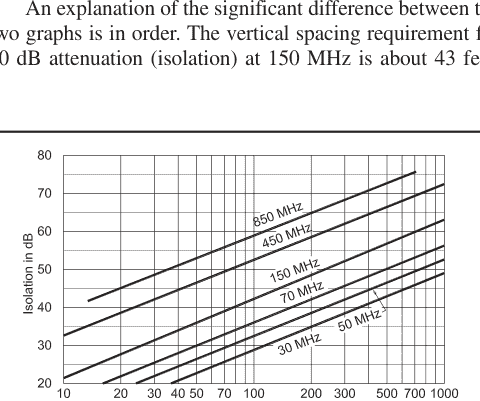 An explanation of the significant difference between t
wo graphs is in order. The vertical spacing requirement f
0 dB attenuation (isolation) at 150 MHz is about 43 fe
80
70
60
50
40
30
20
Isolation in dB
850 MHz
450 MHz
150 MHz
70 MHz
50 MHz
30 MHz
10 20 30 40 50 70 100 200 300 500 700 1000